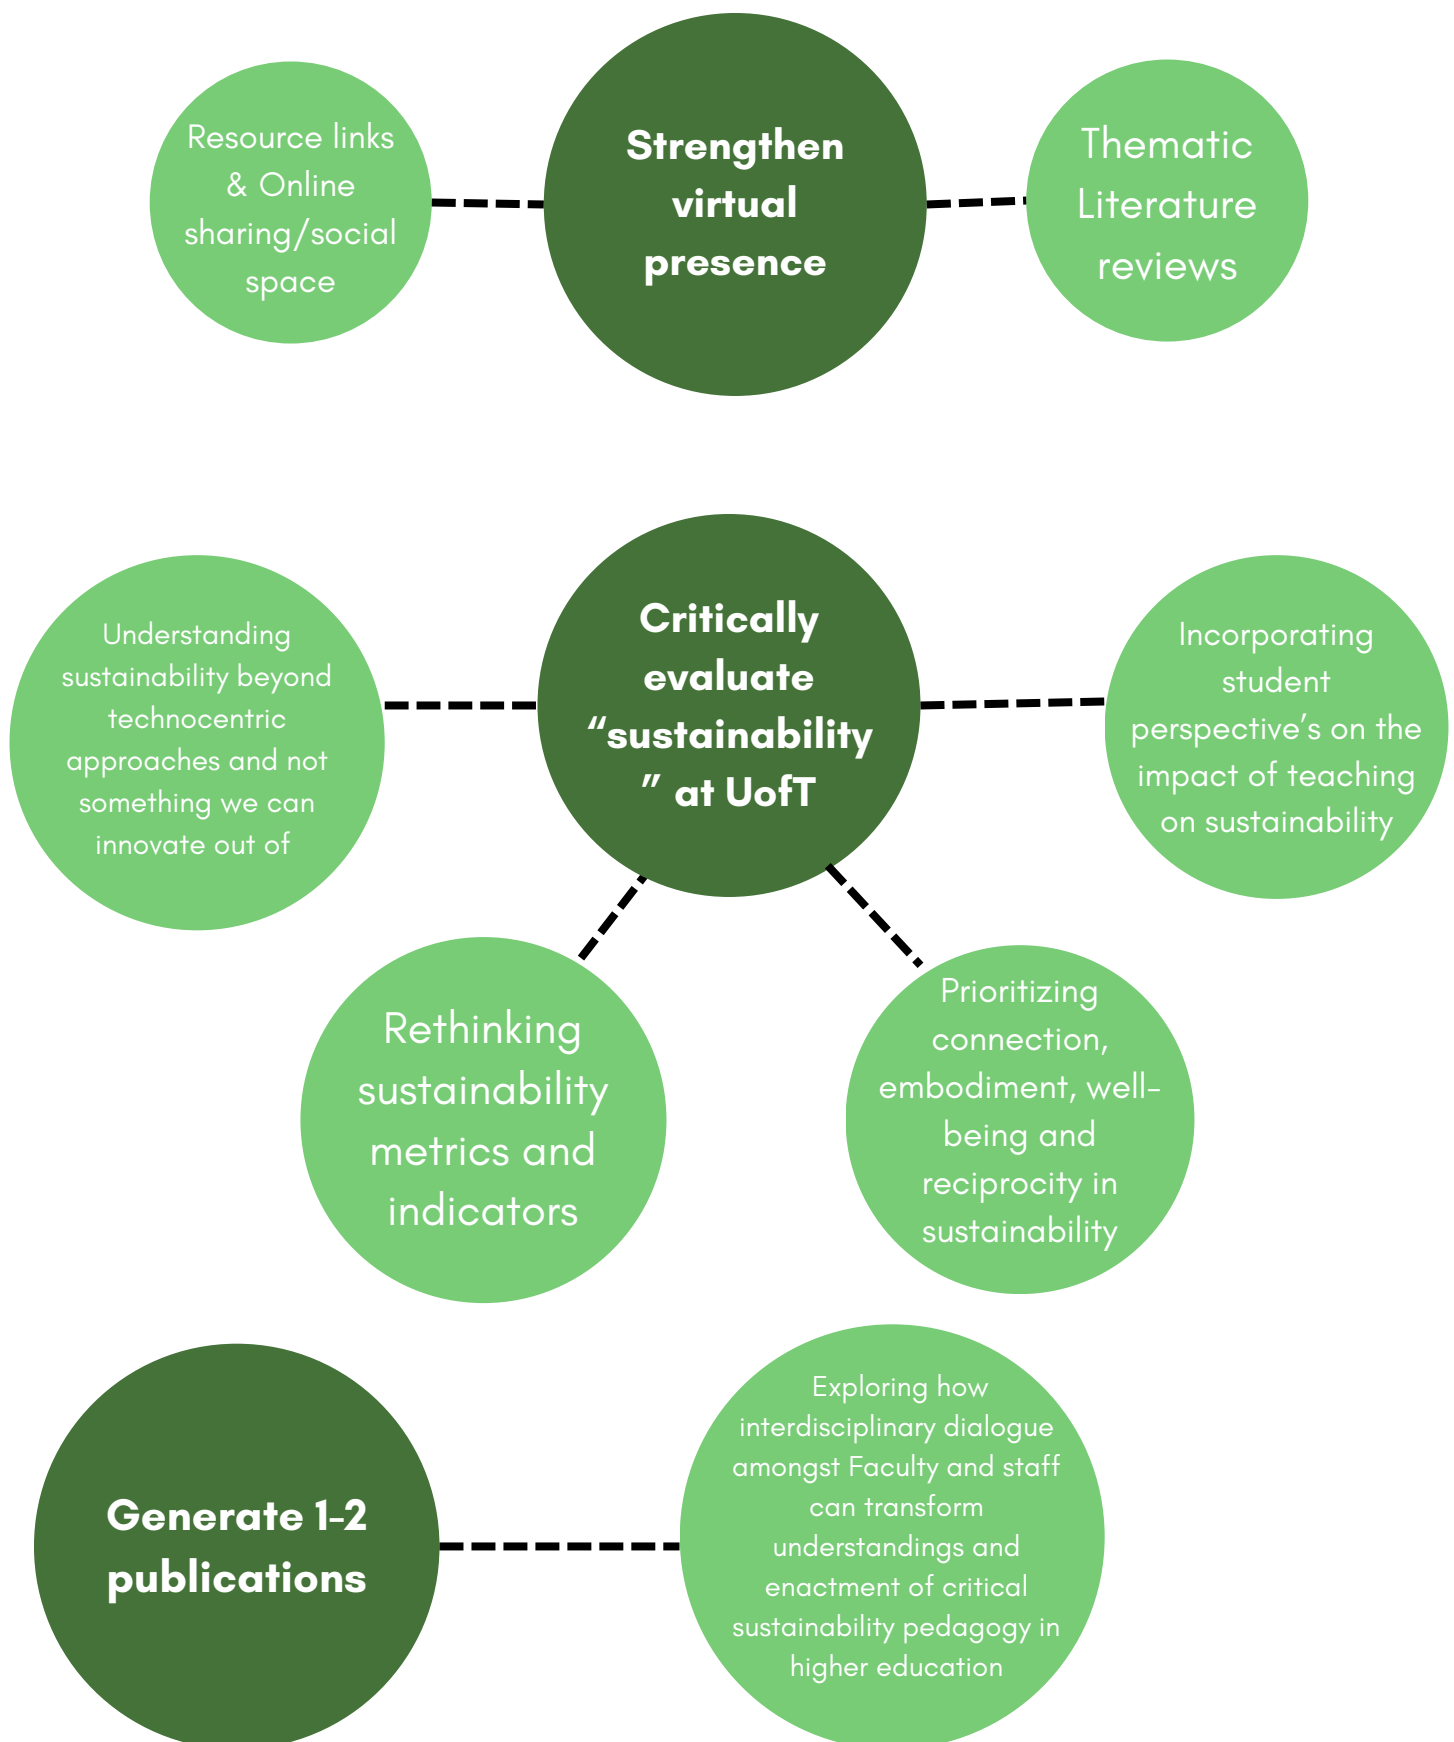 Resource links
& Online
sharing/social
space
Strengthen
virtual
presence
Thematic
Literature
reviews
Understanding
sustainability beyond
technocentric
approaches and not
something we can
innovate out of
Critically
evaluate
“sustainability
” at UofT
Incorporating
student
perspective’s on the
impact of teaching
on sustainability
Rethinking
sustainability
metrics and
indicators
Prioritizing
connection,
embodiment, well-
being and
reciprocity in
sustainability
Generate 1-2
publications
Exploring how
interdisciplinary dialogue
amongst Faculty and staff
can transform
understandings and
enactment of critical
sustainability pedagogy in
higher education